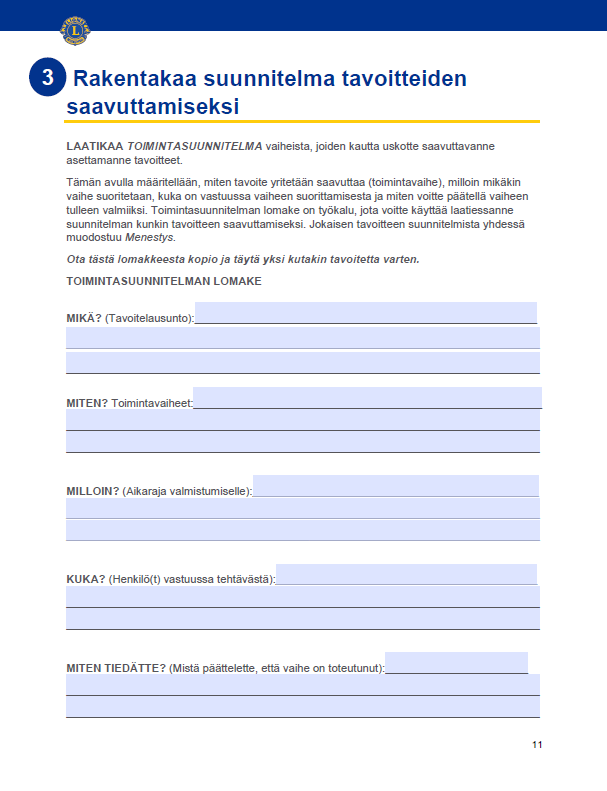 L
3 Rakentakaa suunnitelma tavoitteiden
saavuttamiseksi
LAATIKAA TOIMINTASUUNNITELMA vaiheista, joiden kautta uskotte saavuttavanne
asettamanne tavoitteet.
Tämän avulla määritellään, miten tavoite yritetään saavuttaa (toimintavaihe), milloin mikäkin
vaihe suoritetaan, kuka on vastuussa vaiheen suorittamisesta ja miten voitte päätellä vaiheen
tulleen valmiiksi. Toimintasuunnitelman lomake on työkalu, jota voitte käyttää laatiessanne
suunnitelman kunkin tavoitteen saavuttamiseksi. Jokaisen tavoitteen suunnitelmista yhdessä
muodostuu Menestys.
Ota tästä lomakkeesta kopio ja täytä yksi kutakin tavoitetta varten.
TOIMINTASUUNNITELMAN LOMAKE
MIKÄ? (Tavoitelausunto):
MITEN? Toimintavaiheet:
MILLOIN? (Aikaraja valmistumiselle):
KUKA? (Henkilö(t) vastuussa tehtävästä):
MITEN TIEDÄTTE? (Mistä päättelette, että vaihe on toteutunut):
11